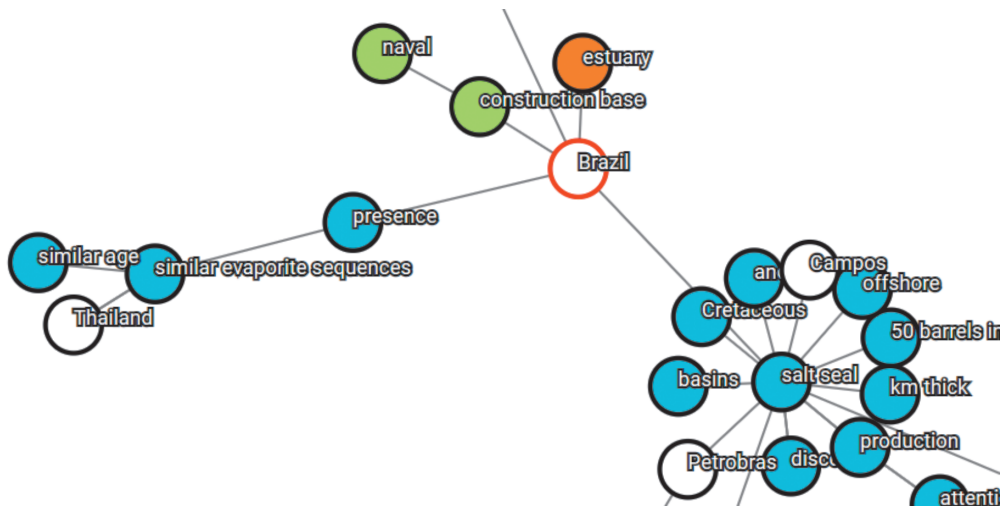 naval
estuary
construction base
Brazil
presence
similar age
similar evaporite sequences
Thailand
Campos
offshore
Cretaceous
50 barrels
salt seal
basins
km thick
production
Petrobras